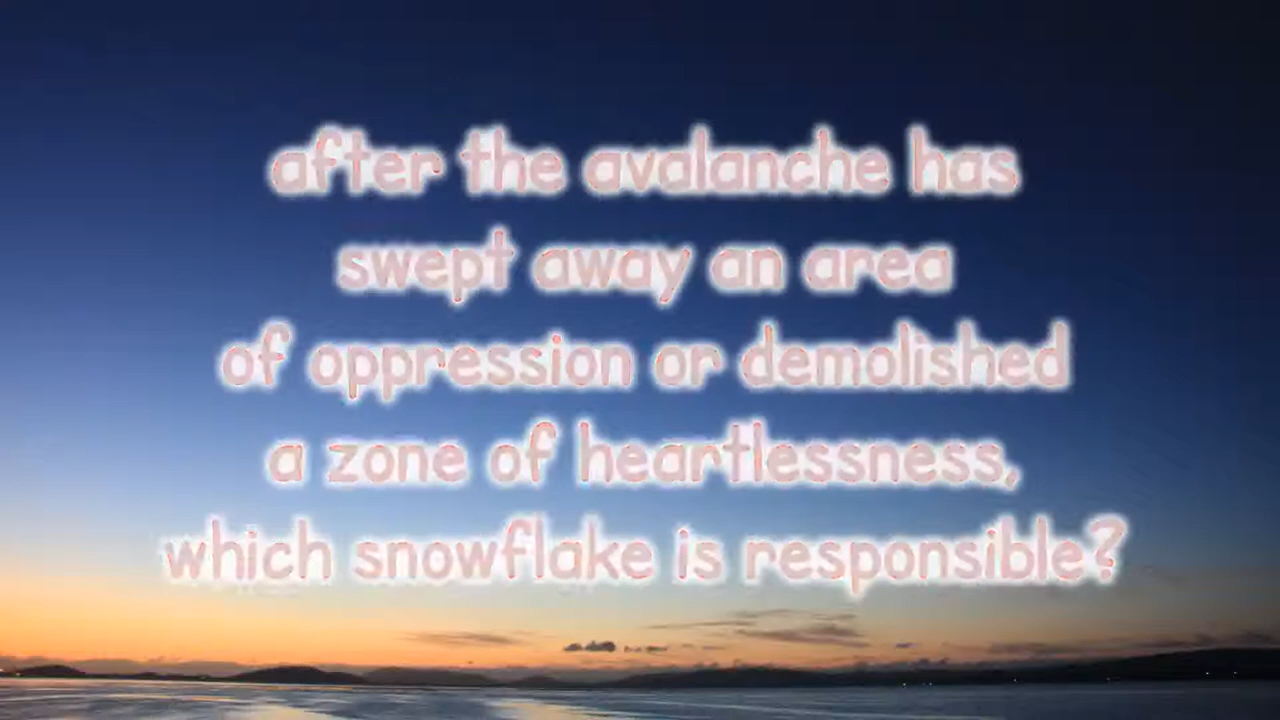 after the avalanche has
swept away an area
of oppression or demolished
a zone of heartlessness,
which snowflake is responsible?